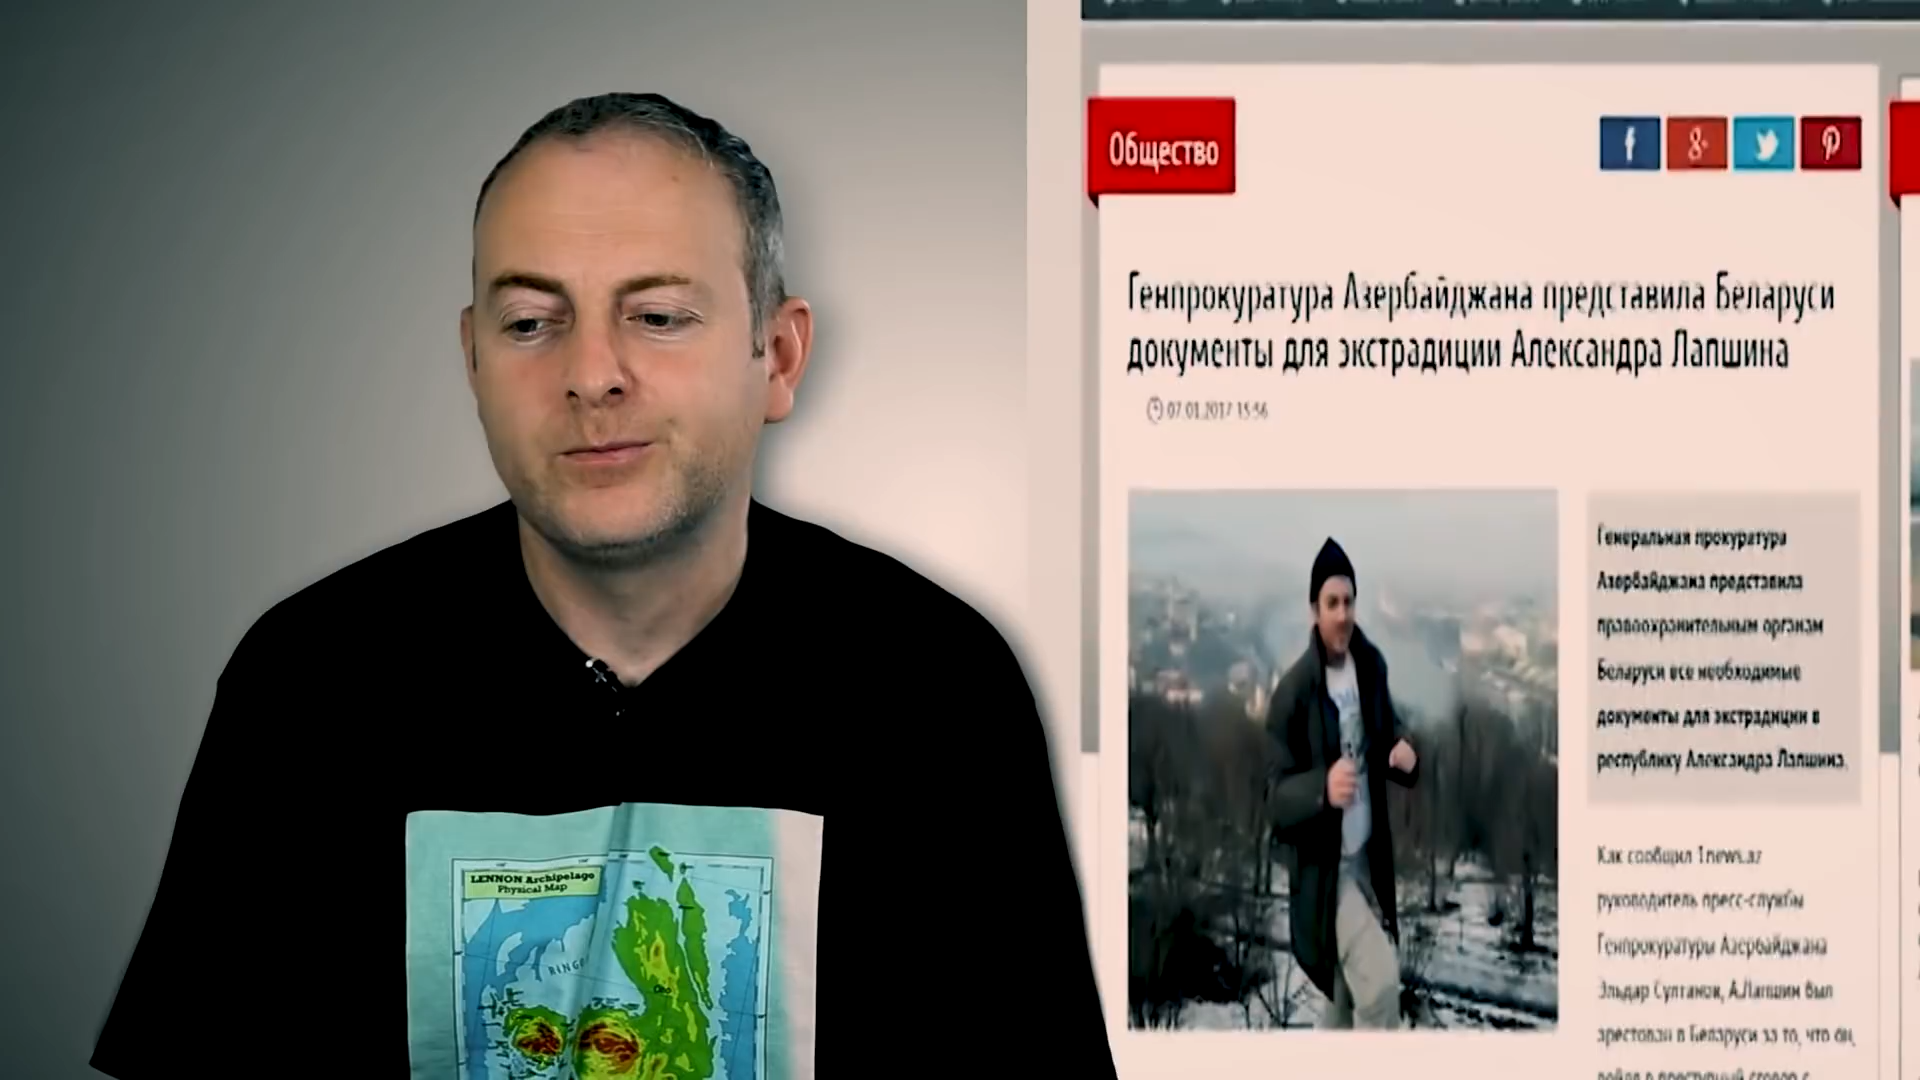 Общество
Генпрокуратура Азербайджана представила Беларуси
документы для экстрадиции Александра Лапшина
07.01.2017 15:56
Генеральная прокуратура
Азербайджана представила
правоохранительным органам
Беларуси все необходимые
документы для экстрадиции в
республику Александра Лапшина.
Как сообщил 1news.az
руководитель пресс-службы
Генпрокуратуры Азербайджана
Эльдар Султанов, А.Лапшин был
арестован в Беларуси за то, что он,
LENNON Archipelago
Physical Map